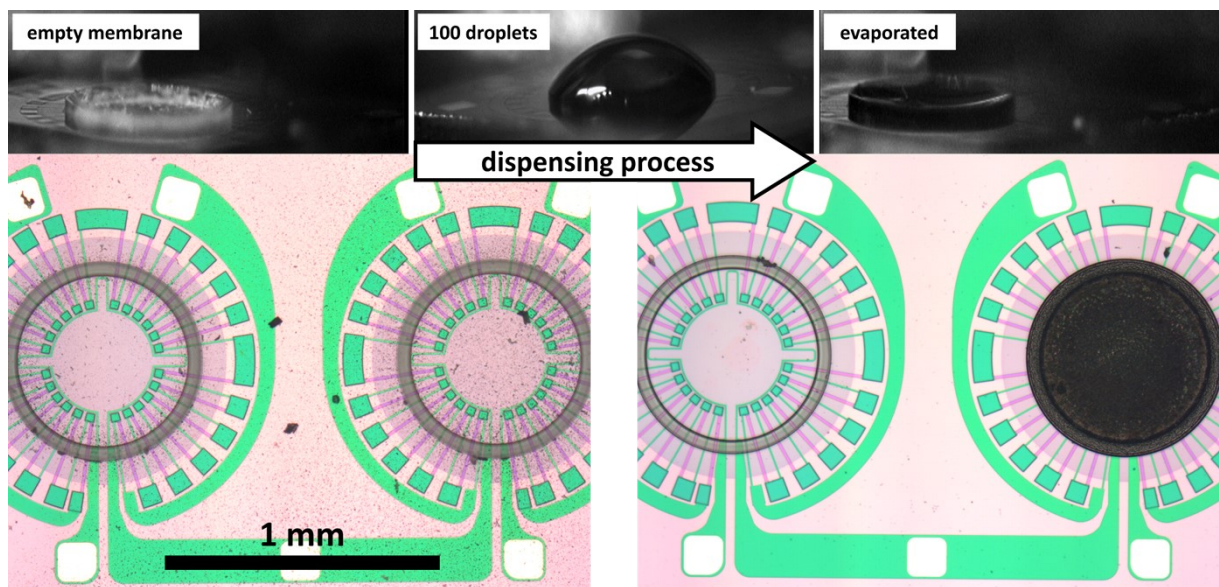 empty membrane
100 droplets
evaporated
dispensing process
1 mm